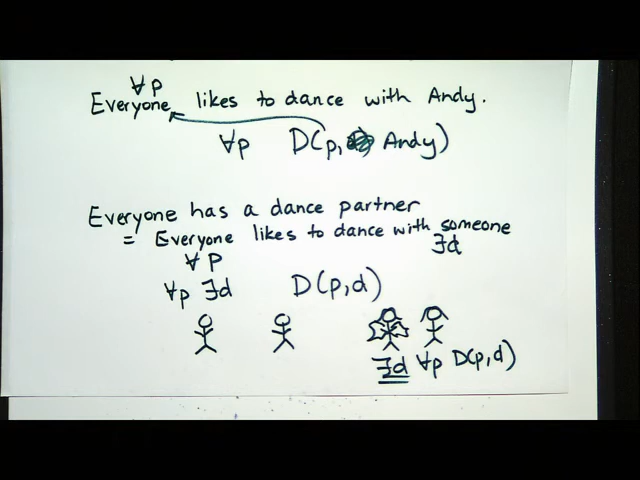 ∀p
Everyone likes to dance with Andy.
∀p D(p, Andy)
Everyone has a dance partner
= Everyone likes to dance with someone
∀p ∃d
∀p ∃d D(p,d)
∃d ∀p D(p,d)